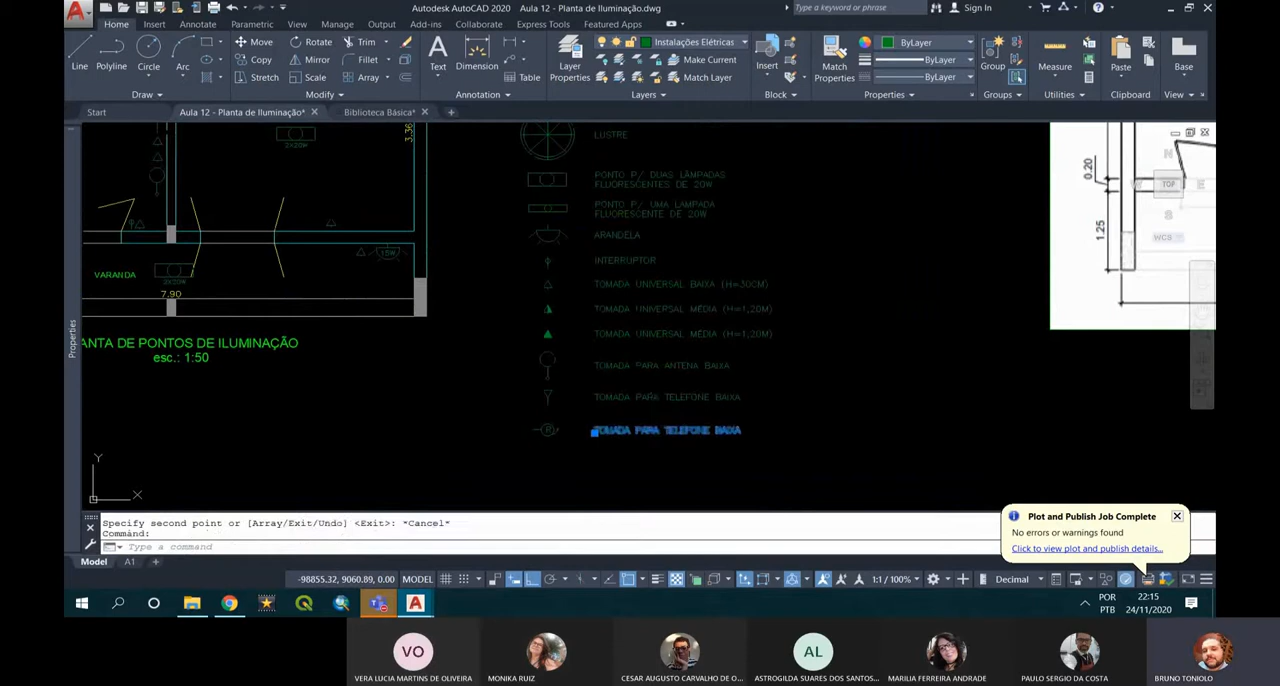 Autodesk AutoCAD 2020   Aula 12 - Planta de Iluminação.dwg
Type a keyword or phrase
Sign In
Home Insert Annotate Parametric View Manage Output Add-ins Collaborate Express Tools Featured Apps
Line Polyline Circle Arc
Move Rotate Trim
Copy Mirror Fillet
Stretch Scale Array
Text Dimension Table
Layer Properties
Instalações Elétricas
Make Current
Match Layer
Insert
Match Properties
ByLayer
ByLayer
ByLayer
Group Measure Paste Base
Draw Modify Annotation Layers Block Properties Groups Utilities Clipboard View
Start Aula 12 - Planta de Iluminação* Biblioteca Básica*
Properties
2X20W
3.36
VARANDA
2X20W
15W
7.90
ANTA DE PONTOS DE ILUMINAÇÃO
esc.: 1:50
LUSTRE
PONTO P/ DUAS LÂMPADAS
FLUORESCENTES DE 20W
PONTO P/ UMA LAMPADA
FLUORESCENTE DE 20W
ARANDELA
INTERRUPTOR
TOMADA UNIVERSAL BAIXA (H=30CM)
TOMADA UNIVERSAL MÉDIA (H=1,20M)
TOMADA UNIVERSAL MÉDIA (H=1,20M)
TOMADA PARA ANTENA BAIXA
TOMADA PARA TELEFONE BAIXA
R
TOMADA PARA TELEFONE BAIXA
0.20
1.25
N
W TOP E
S
WCS
Y
X
Specify second point or [Array/Exit/Undo] <Exit>: *Cancel*
Command:
Type a command
Plot and Publish Job Complete
No errors or warnings found
Click to view plot and publish details...
Model A1
-98855.32, 9060.89, 0.00 MODEL
1:1 / 100%
Decimal
POR
PTB
22:15
24/11/2020
VO
AL
VERA LUCIA MARTINS DE OLIVEIRA
MONIKA RUIZ
CESAR AUGUSTO CARVALHO DE O...
ASTROGILDA SUARES DOS SANTOS...
MARILIA FERREIRA ANDRADE
PAULO SERGIO DA COSTA
BRUNO TONIOLO